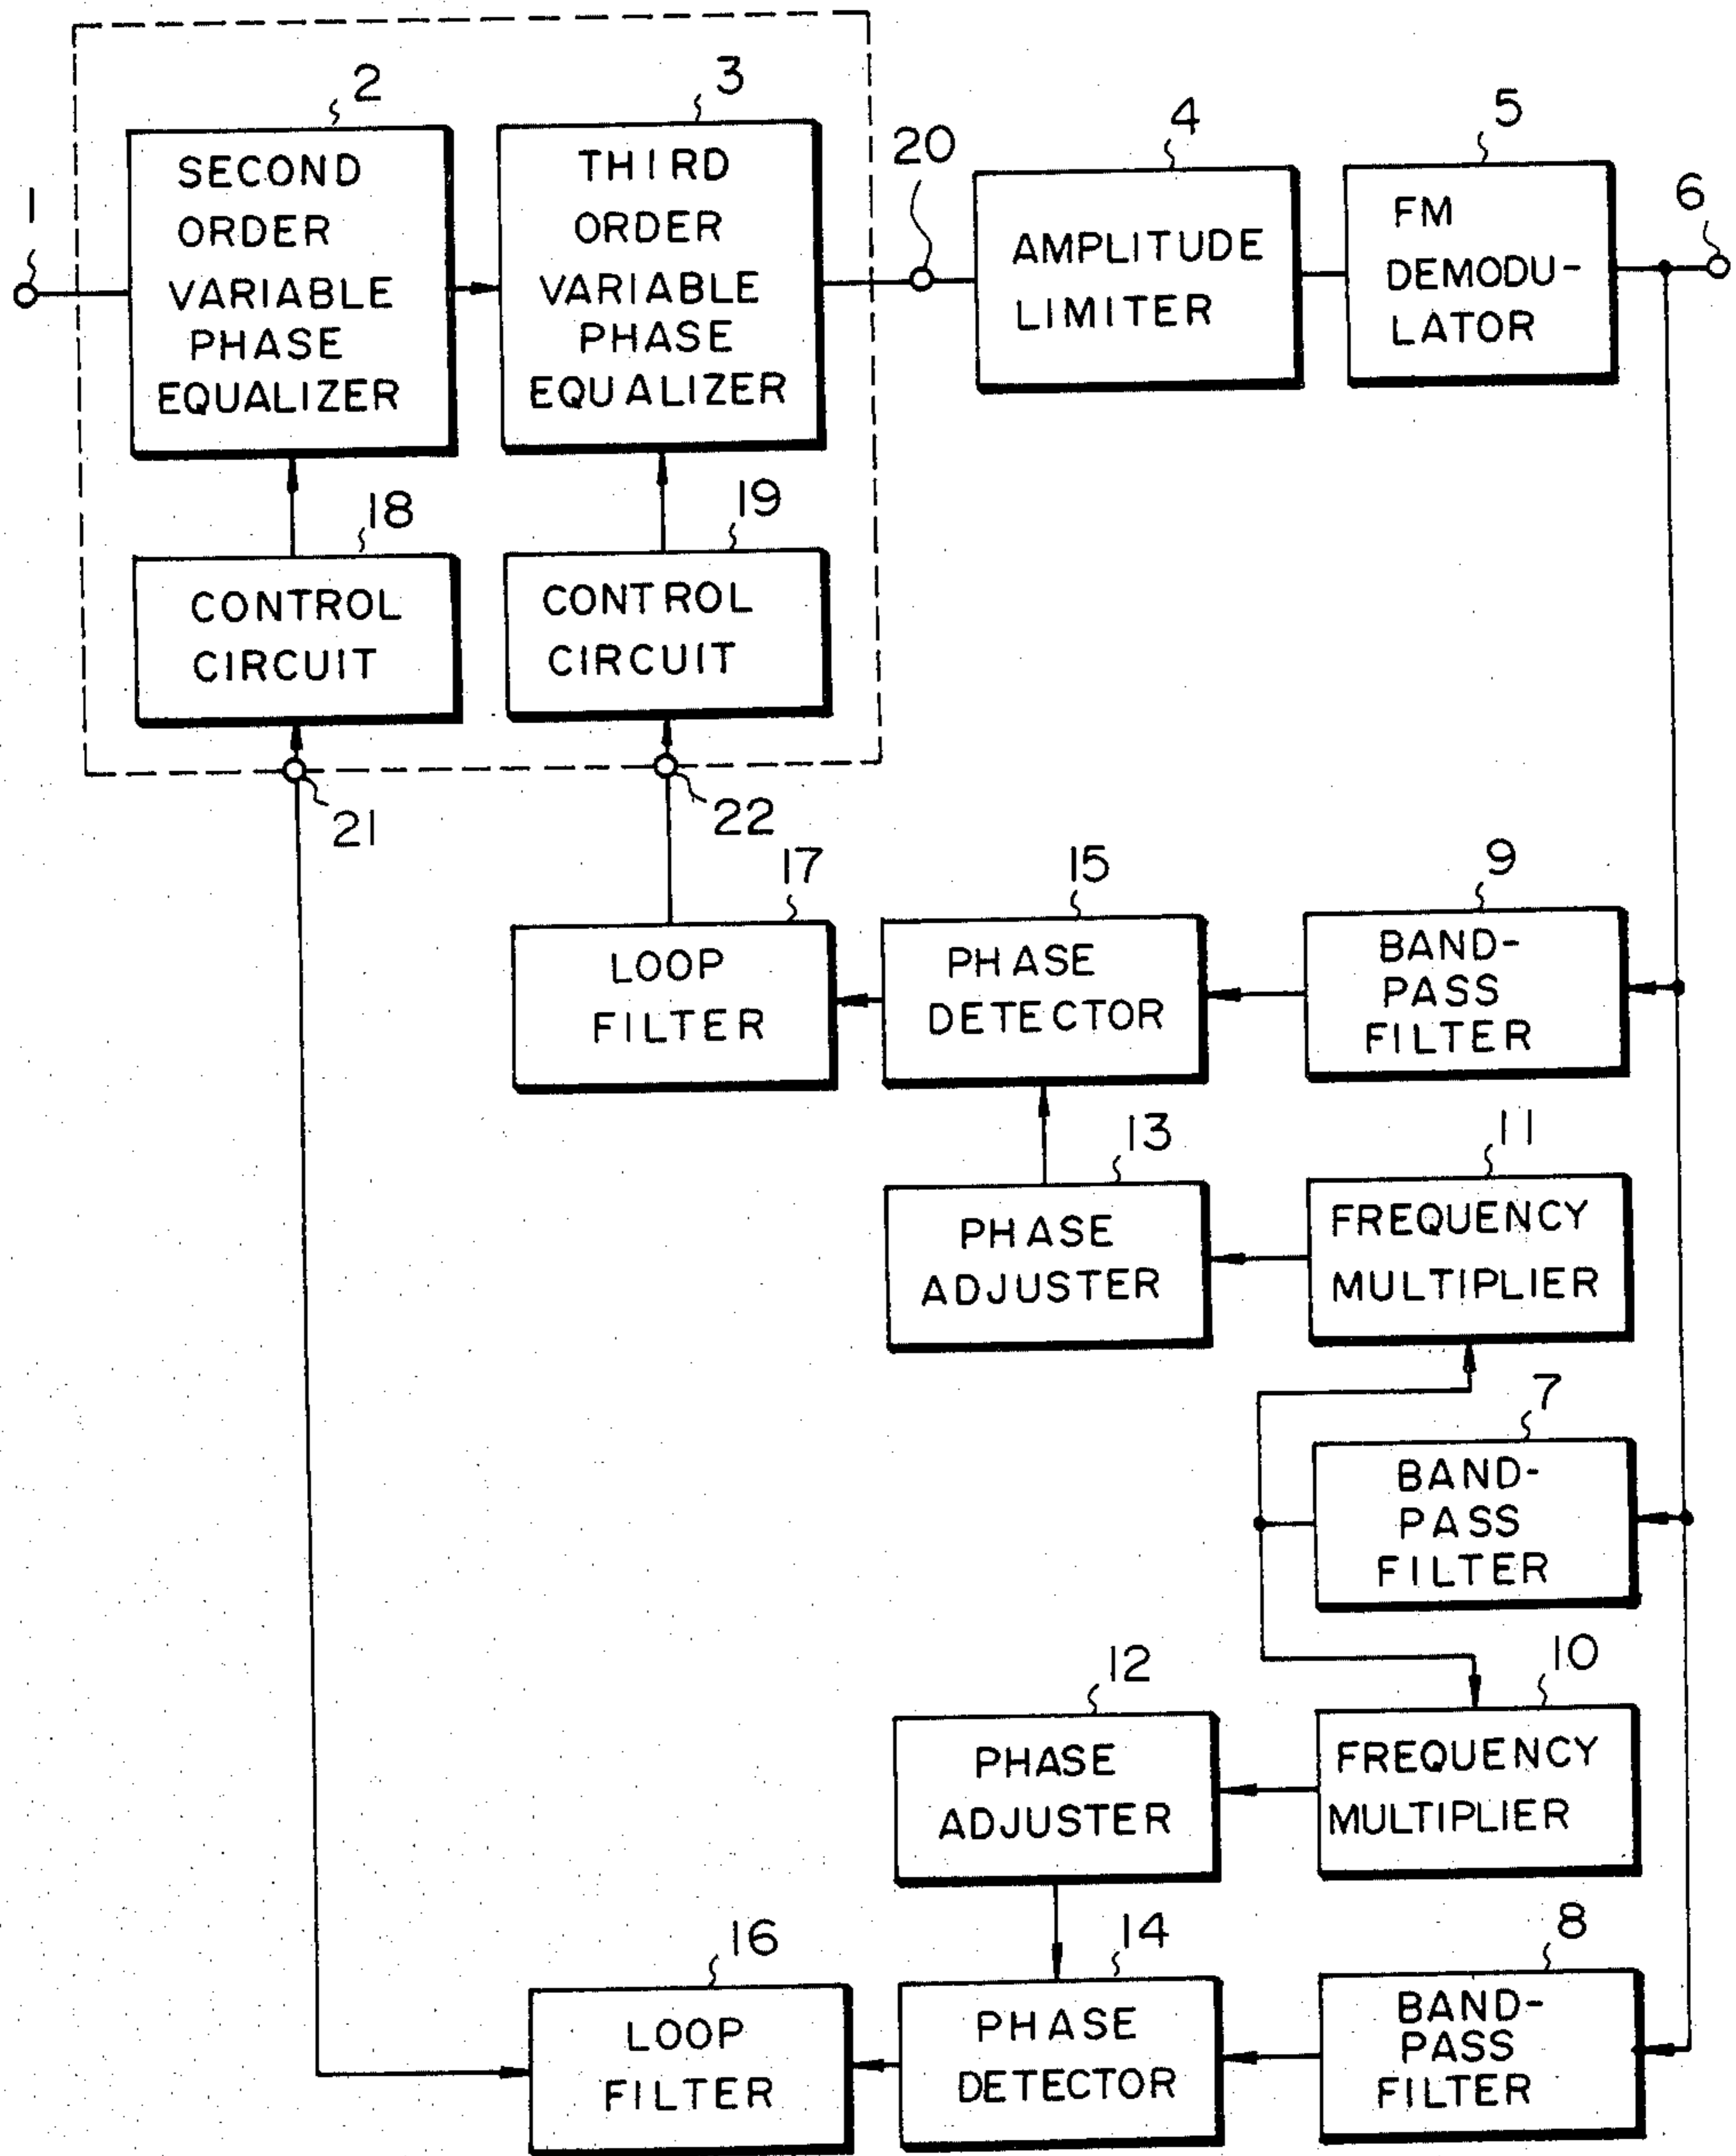 2
SECOND
ORDER
VARIABLE
PHASE
EQUALIZER
3
THIRD
ORDER
VARIABLE
PHASE
EQUALIZER
1
20
4
AMPLITUDE
LIMITER
5
FM
DEMODU-
LATOR
6
18
CONTROL
CIRCUIT
19
CONTROL
CIRCUIT
21
22
17
LOOP
FILTER
15
PHASE
DETECTOR
9
BAND-
PASS
FILTER
13
PHASE
ADJUSTER
11
FREQUENCY
MULTIPLIER
7
BAND-
PASS
FILTER
12
PHASE
ADJUSTER
10
FREQUENCY
MULTIPLIER
16
LOOP
FILTER
14
PHASE
DETECTOR
8
BAND-
PASS
FILTER